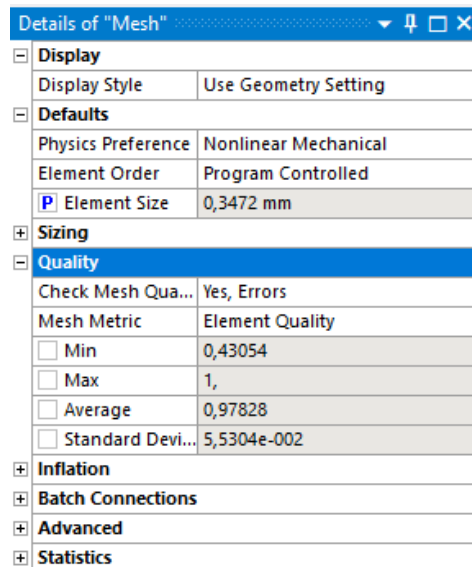 Details of "Mesh"
Display
Display Style Use Geometry Setting
Defaults
Physics Preference Nonlinear Mechanical
Element Order Program Controlled
P Element Size 0,3472 mm
Sizing
Quality
Check Mesh Qua... Yes, Errors
Mesh Metric Element Quality
Min 0,43054
Max 1,
Average 0,97828
Standard Devi... 5,5304e-002
Inflation
Batch Connections
Advanced
Statistics